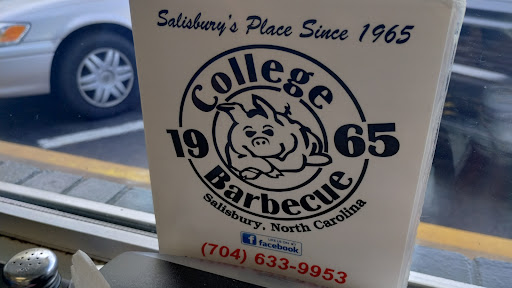 Salisbury's Place Since 1965
College
19 65
Barbecue
Salisbury, North Carolina
facebook
(704) 633-9953